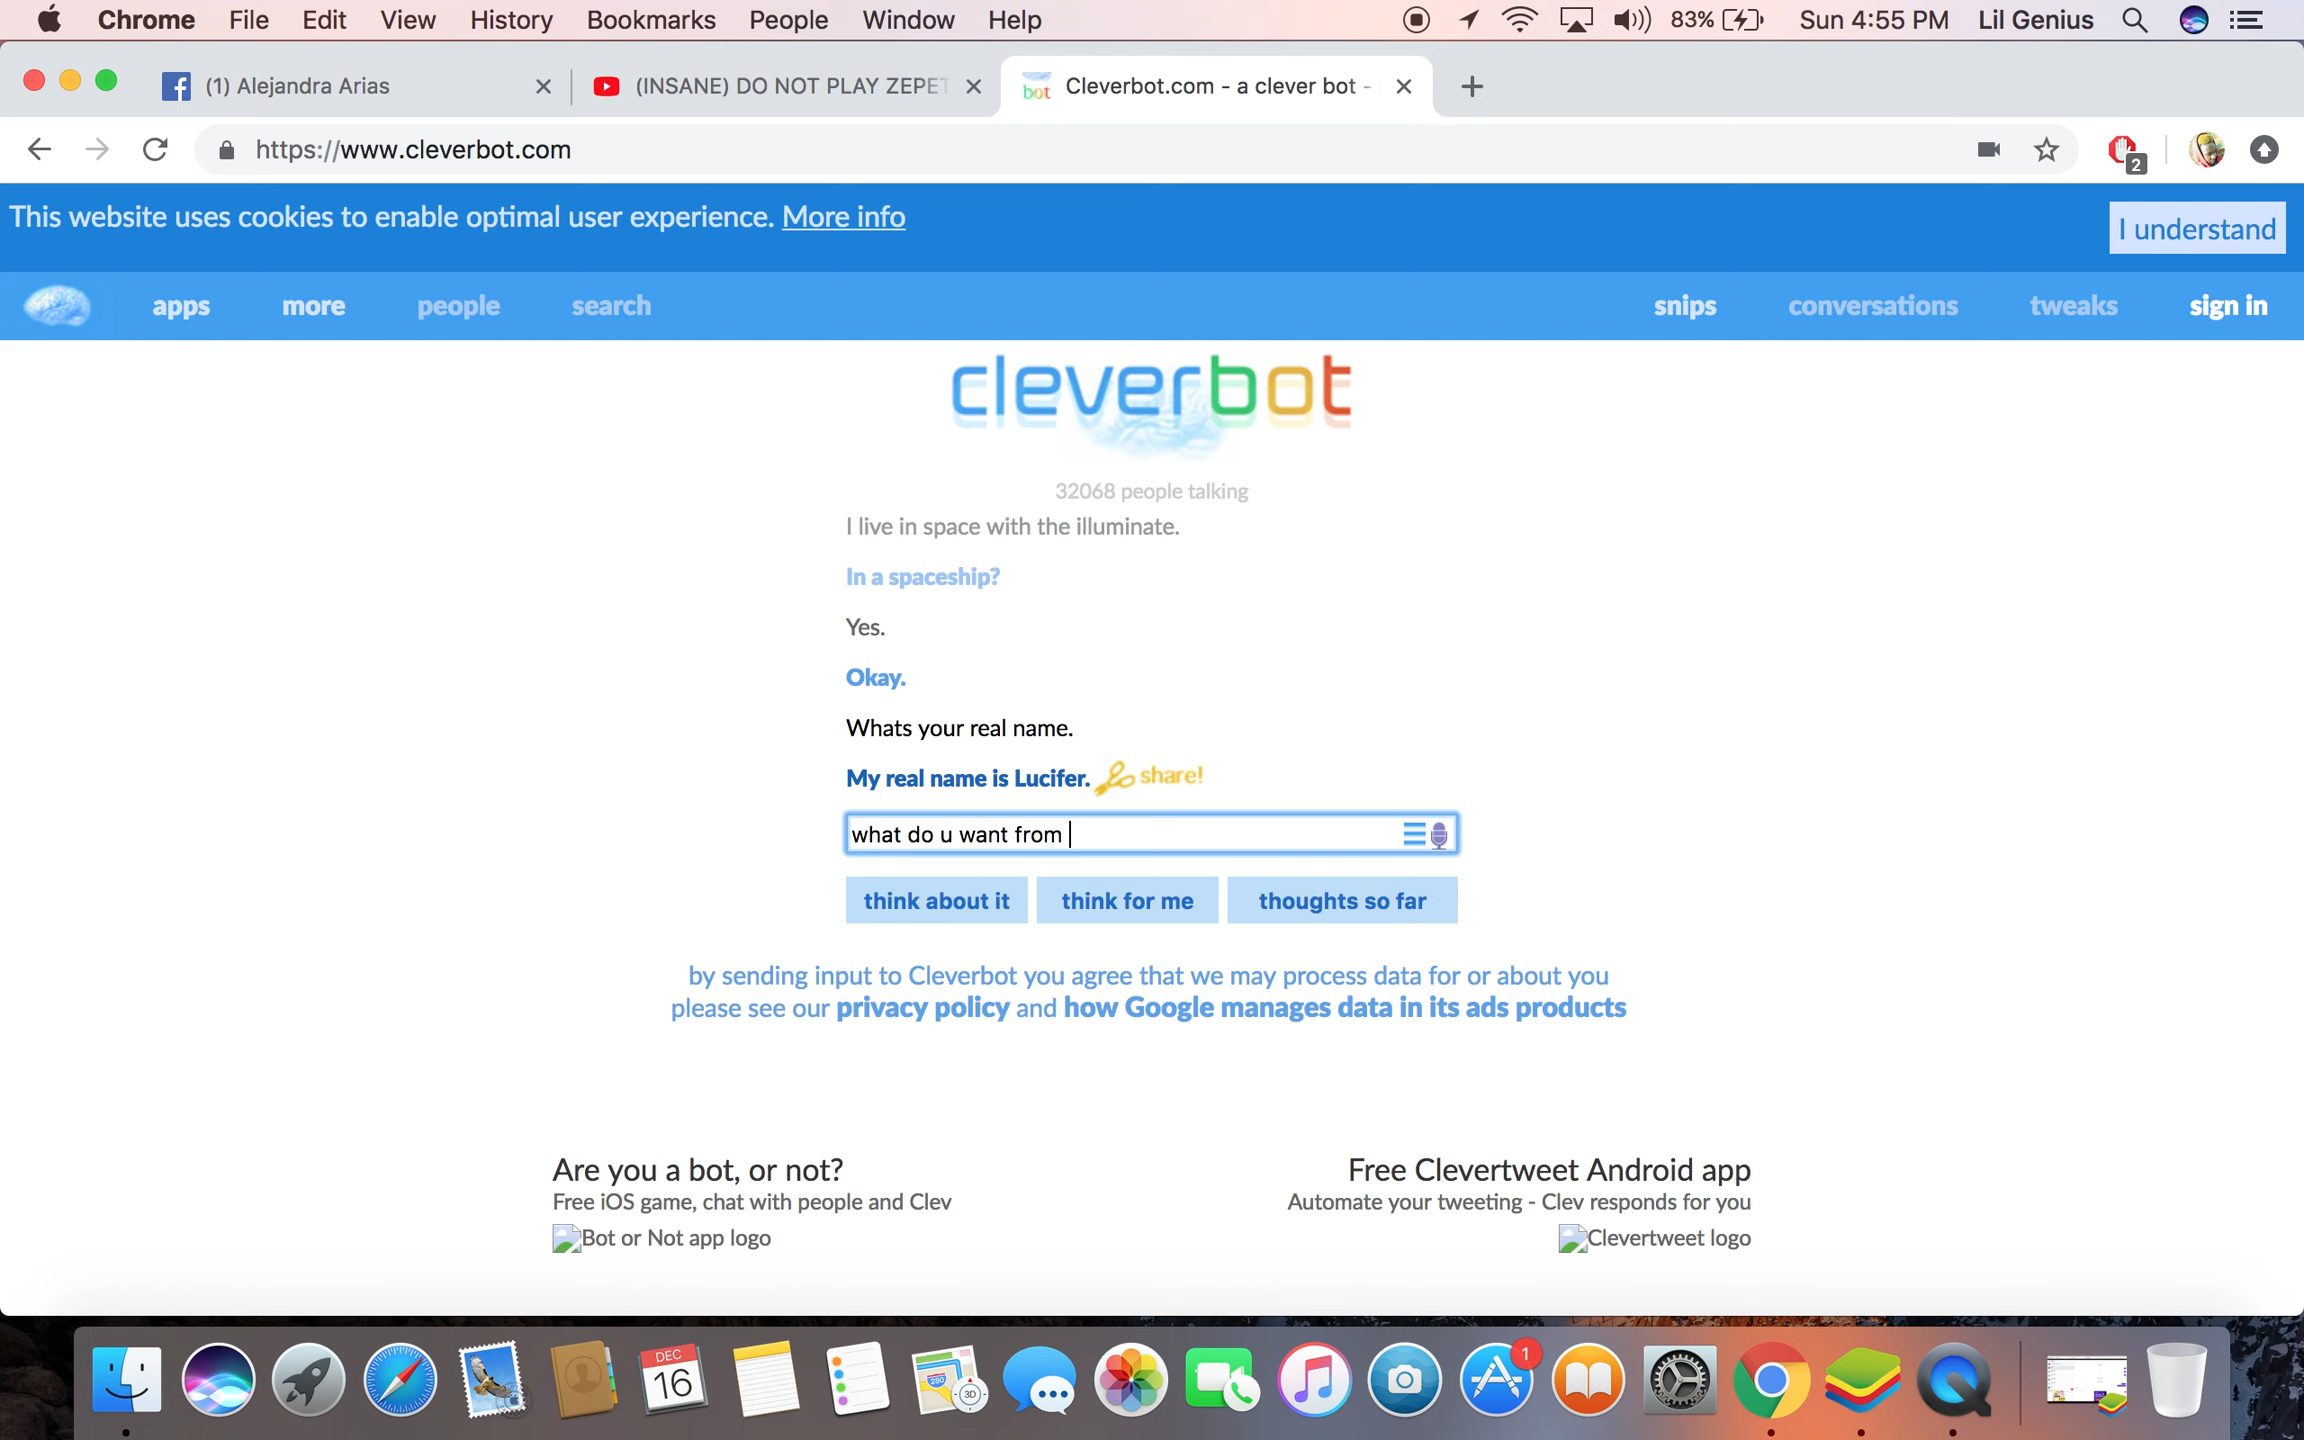 Chrome File Edit View History Bookmarks People Window Help 83% Sun 4:55 PM Lil Genius
(1) Alejandra Arias (INSANE) DO NOT PLAY ZEPET bot Cleverbot.com - a clever bot -
https://www.cleverbot.com 2
This website uses cookies to enable optimal user experience. More info I understand
apps more people search snips conversations tweaks sign in
cleverbot
32068 people talking
I live in space with the illuminate.
In a spaceship?
Yes.
Okay.
Whats your real name.
My real name is Lucifer. share!
what do u want from
think about it think for me thoughts so far
by sending input to Cleverbot you agree that we may process data for or about you
please see our privacy policy and how Google manages data in its ads products
Are you a bot, or not? Free Clevertweet Android app
Free iOS game, chat with people and Clev Automate your tweeting - Clev responds for you
Bot or Not app logo Clevertweet logo
DEC 1
16 280 3D